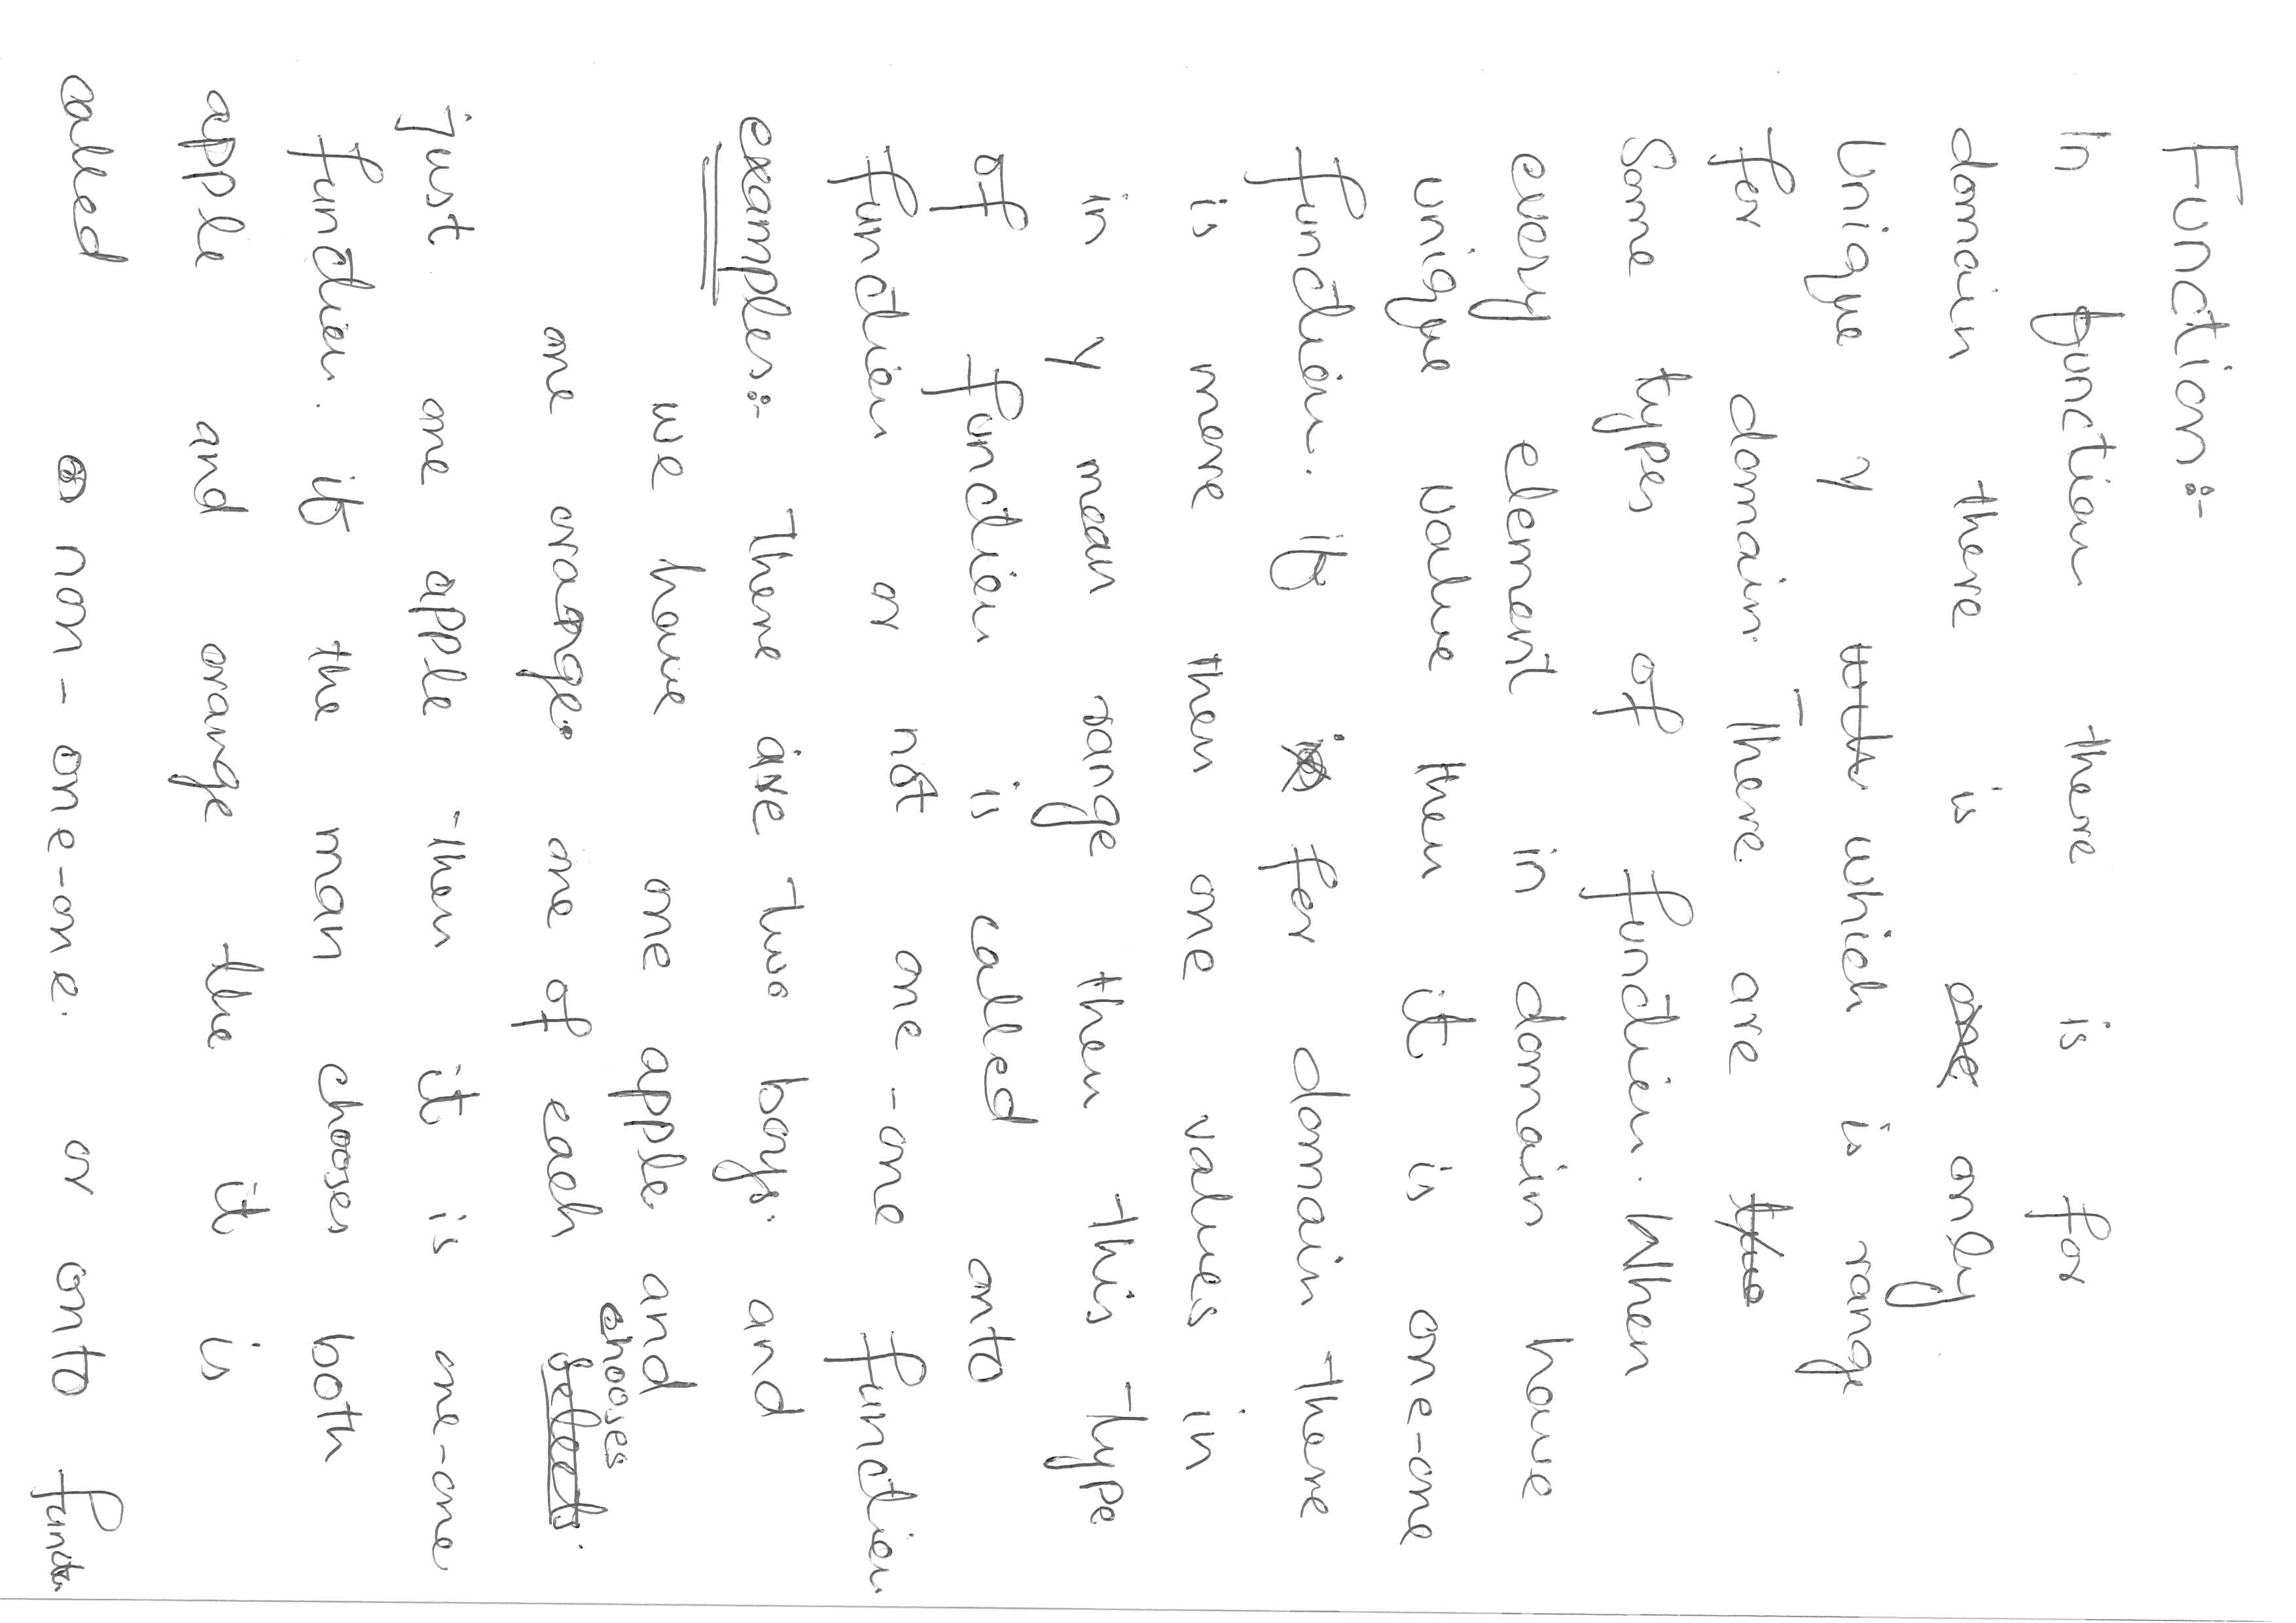 Function:-
In function there is for
domain there is only
Unique y which is range
for domain. There are
Some types of function. When
every element in domain have
unique value then it is one-one
function. if for domain there
is more then one values in
in y mean range then this type
of function is called onto
function or not one-one function
examples:- There are two boys. and
we have one apple and
chooses
one orange. one of each selects.
just one apple then it is one-one
function. if the man chooses both
apple and orange the it is
called non-one-one. or onto functn